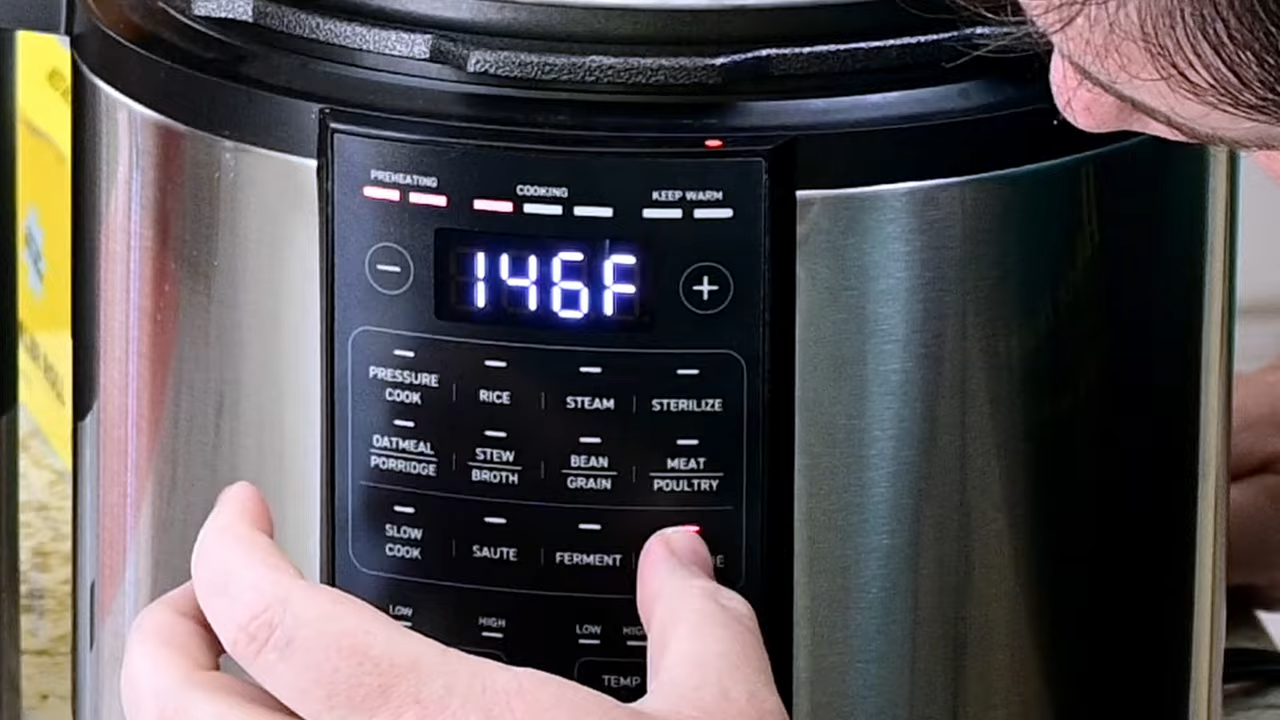 PREHEATING COOKING KEEP WARM
146F
PRESSURE COOK
RICE
STEAM
STERILIZE
OATMEAL
PORRIDGE
STEW
BROTH
BEAN
GRAIN
MEAT
POULTRY
SLOW COOK
SAUTE
FERMENT
LOW HIGH LOW
TEMP